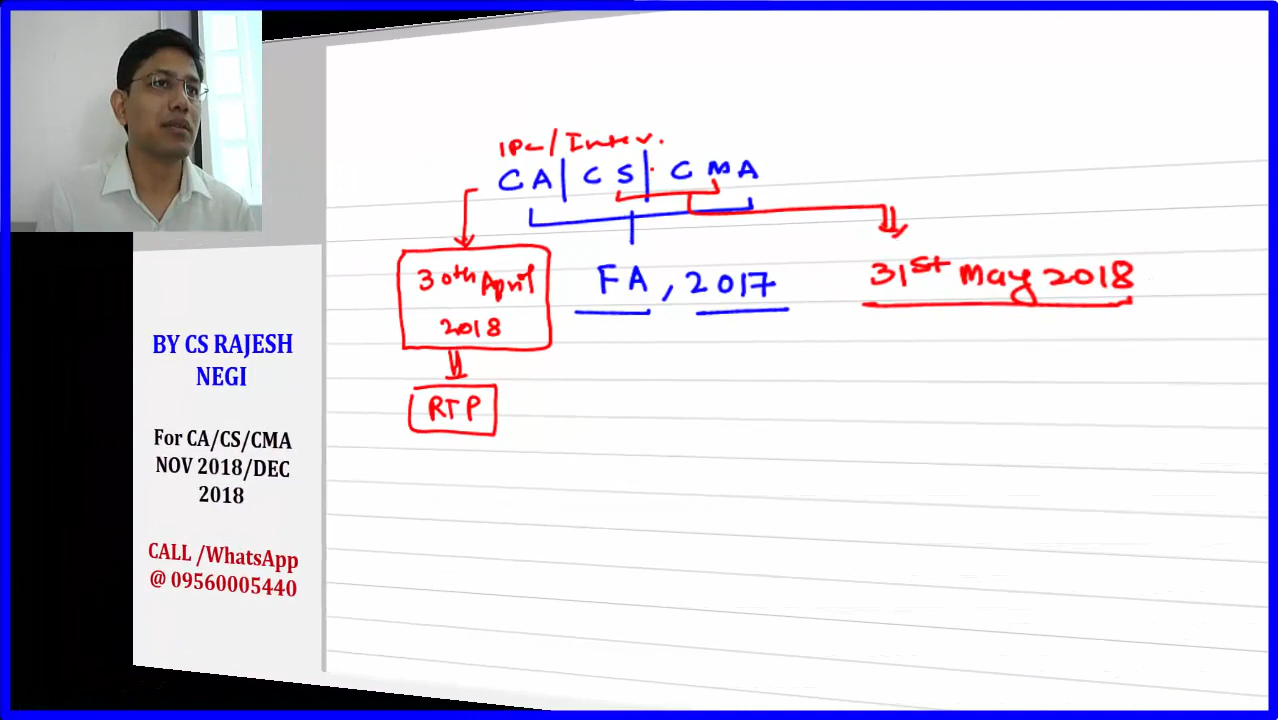 IPC/Inter.
CA|CS|CMA
30th April
2018
FA, 2017
31st May 2018
RTP
BY CS RAJESH
NEGI
For CA/CS/CMA
NOV 2018/DEC
2018
CALL /WhatsApp
@ 09560005440